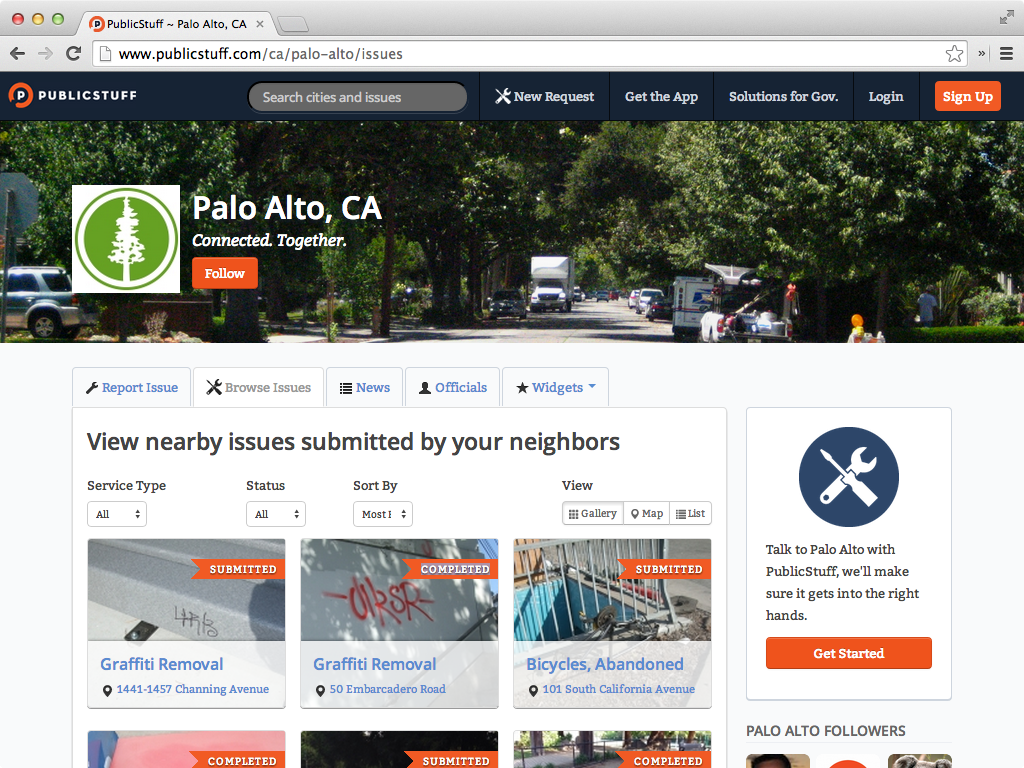 PublicStuff ~ Palo Alto, CA
www.publicstuff.com/ca/palo-alto/issues
PUBLICSTUFF
Search cities and issues
New Request
Get the App
Solutions for Gov.
Login
Sign Up
Palo Alto, CA
Connected. Together.
Follow
Report Issue
Browse Issues
News
Officials
Widgets
View nearby issues submitted by your neighbors
Service Type
Status
Sort By
View
All
All
Most
Gallery
Map
List
SUBMITTED
Graffiti Removal
1441-1457 Channing Avenue
COMPLETED
Graffiti Removal
50 Embarcadero Road
SUBMITTED
Bicycles, Abandoned
101 South California Avenue
COMPLETED
SUBMITTED
COMPLETED
Talk to Palo Alto with
PublicStuff, we'll make
sure it gets into the right
hands.
Get Started
PALO ALTO FOLLOWERS